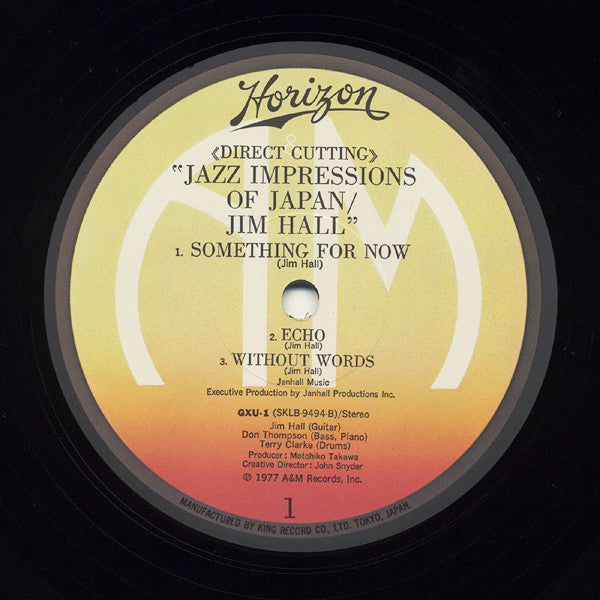 Horizon
《DIRECT CUTTING》
"JAZZ IMPRESSIONS
OF JAPAN/
JIM HALL"
1. SOMETHING FOR NOW
(Jim Hall)
2. ECHO
(Jim Hall)
3. WITHOUT WORDS
(Jim Hall)
Janhall Music
Executive Production by Janhall Productions Inc.
GXU-1 (SKLB-9494-B)/Stereo
Jim Hall (Guitar)
Don Thompson (Bass, Piano)
Terry Clarke (Drums)
Producer: Motohiko Takawa
Creative Director: John Snyder
Ⓟ 1977 A&M Records, Inc.
1
MANUFACTURED BY KING RECORD CO., LTD. TOKYO, JAPAN.
A&M